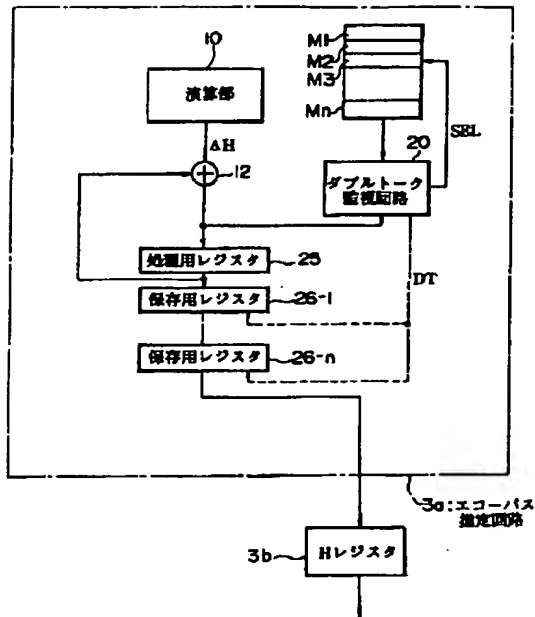 10
演算部
ΔH
12
M1
M2
M3
Mn
SEL
20
ダブルトーク
監視回路
処理用レジスタ
25
保存用レジスタ
26-1
DT
保存用レジスタ
26-n
3a:エコーパス
推定回路
3b
Hレジスタ